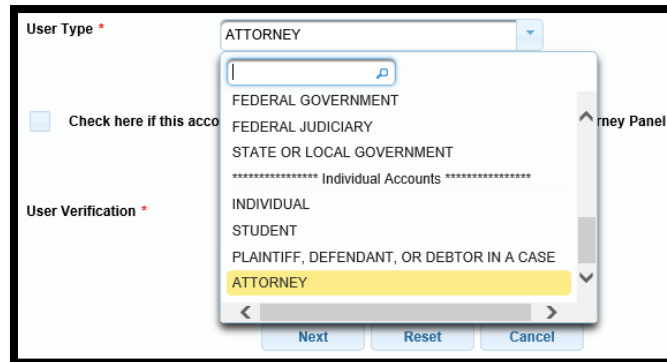 User Type *
ATTORNEY
FEDERAL GOVERNMENT
Check here if this acco
rney Panel
FEDERAL JUDICIARY
STATE OR LOCAL GOVERNMENT
**************** Individual Accounts ****************
INDIVIDUAL
User Verification *
STUDENT
PLAINTIFF, DEFENDANT, OR DEBTOR IN A CASE
ATTORNEY
Next Reset Cancel